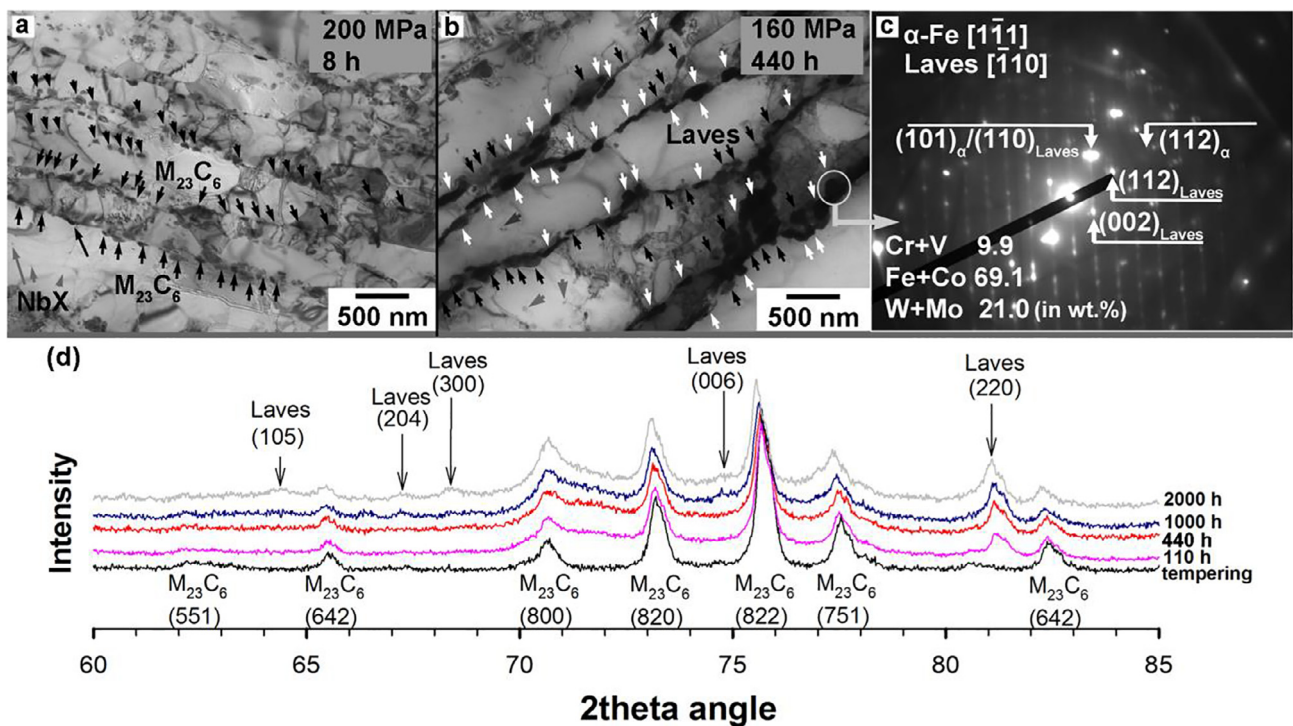 a
200 MPa
8 h
M23C6
M23C6
NbX
500 nm
b
160 MPa
440 h
Laves
500 nm
c
α-Fe [11̄1]
Laves [1̄10]
(101)α/(110)Laves
(112)α
(112)Laves
(002)Laves
Cr+V 9.9
Fe+Co 69.1
W+Mo 21.0 (in wt.%)
(d)
Laves
(105)
Laves
(204)
Laves
(300)
Laves
(006)
Laves
(220)
2000 h
1000 h
440 h
110 h
tempering
M23C6
(551)
M23C6
(642)
M23C6
(800)
M23C6
(820)
M23C6
(822)
M23C6
(751)
M23C6
(642)
60 65 70 75 80 85
2theta angle
Intensity